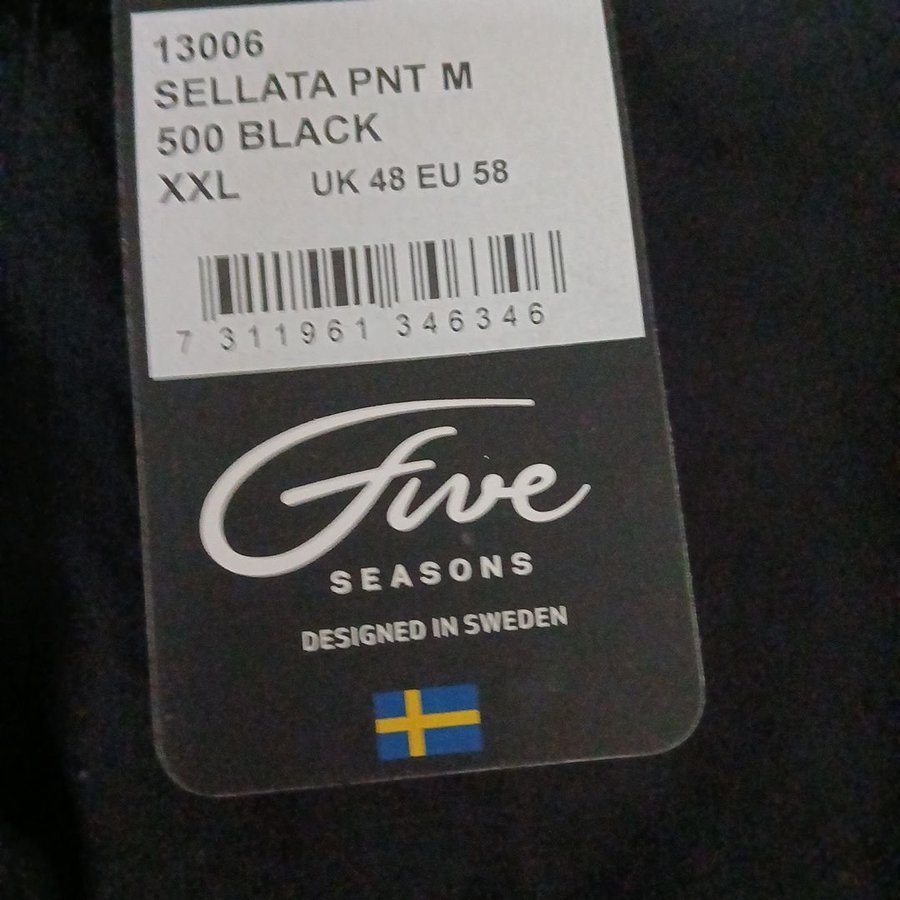 13006
SELLATA PNT M
500 BLACK
XXL UK 48 EU 58
7 311961 346346
Five
SEASONS
DESIGNED IN SWEDEN